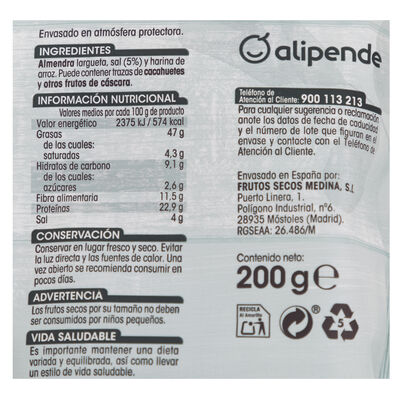 Envasado en atmósfera protectora.
INGREDIENTES
Almendra largueta, sal (5%) y harina de
arroz. Puede contener trazas de cacahuetes y
otros frutos de cáscara.
INFORMACIÓN NUTRICIONAL
Valores medios por cada 100 g de producto
Valor energético 2375 kJ / 574 kcal
Grasas 47 g
de las cuales:
saturadas 4,3 g
Hidratos de carbono 9,1 g
de los cuales:
azúcares 2,6 g
Fibra alimentaria 11,5 g
Proteínas 22,9 g
Sal 4 g
CONSERVACIÓN
Conservar en lugar fresco y seco. Evitar
la luz directa y las fuentes de calor. Una
vez abierto se recomienda consumir en
pocos días.
ADVERTENCIA
Los frutos secos por su tamaño no deben
ser consumidos por niños pequeños.
VIDA SALUDABLE
Es importante mantener una dieta
variada y equilibrada, así como llevar
un estilo de vida saludable.
alipende
Teléfono de
Atención al Cliente: 900 113 213
Para cualquier sugerencia o reclamación
anote los datos de fecha de caducidad
y el número de lote que figuran en el
envase y contacte con el Teléfono de
Atención al Cliente.
Envasado en España por:
FRUTOS SECOS MEDINA, S.L
Puerto Linera, 1.
Polígono Industrial, nº6.
28935 Móstoles (Madrid).
RGSEAA: 26.486/M
Contenido neto:
200 g e
RECICLA
Al Amarillo
5